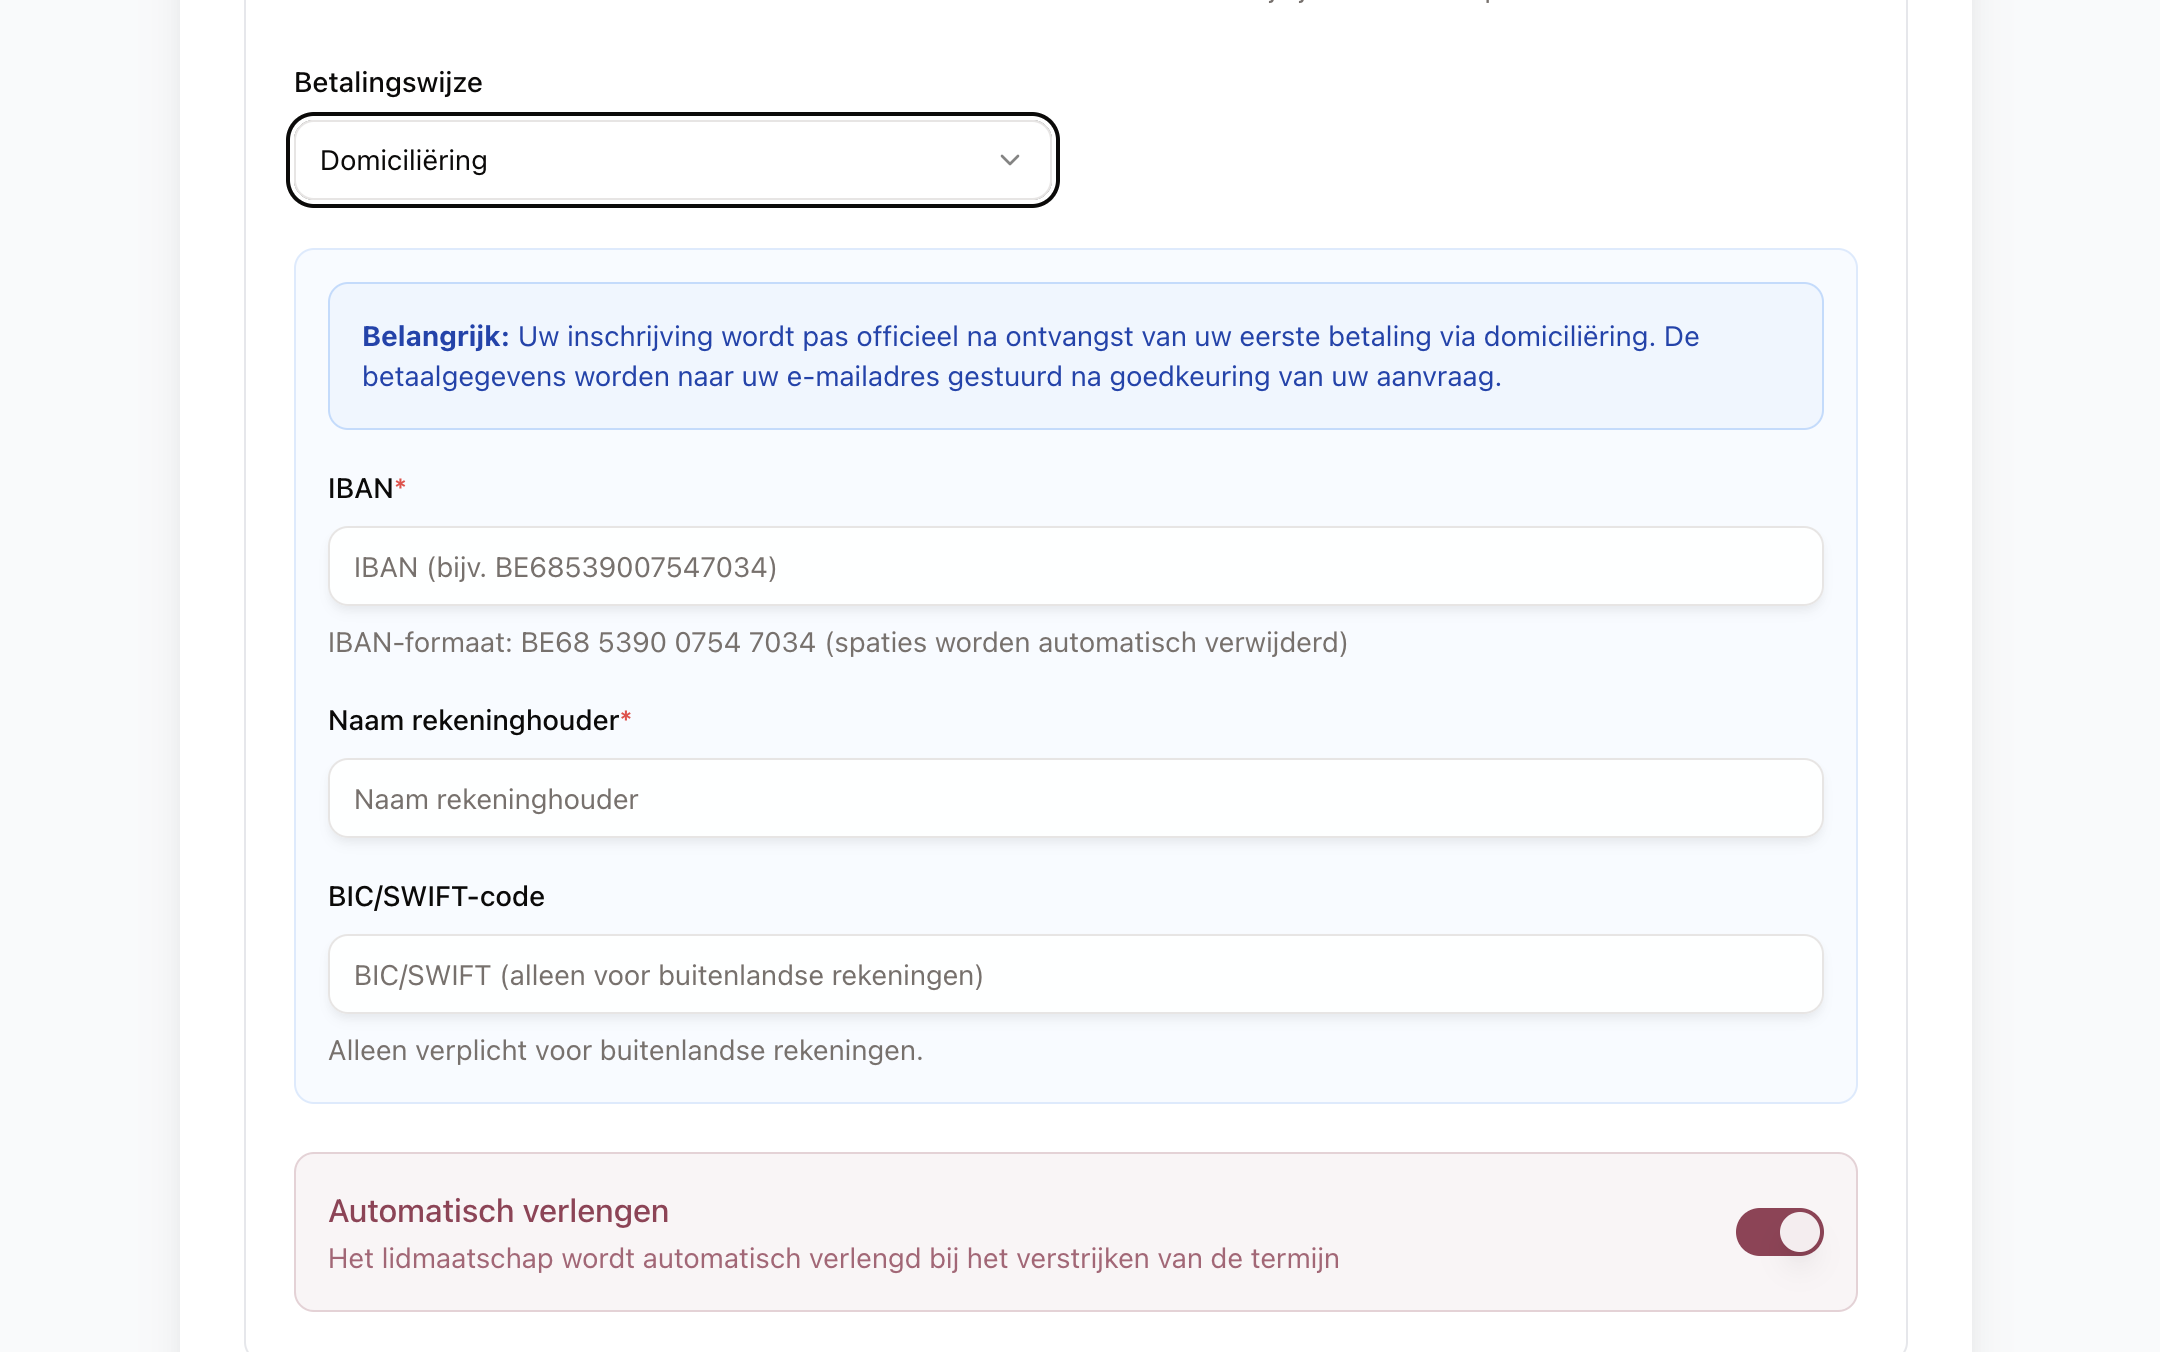 Betalingswijze
Domiciliëring
Belangrijk: Uw inschrijving wordt pas officieel na ontvangst van uw eerste betaling via domiciliëring. De
betaalgegevens worden naar uw e-mailadres gestuurd na goedkeuring van uw aanvraag.
IBAN*
IBAN (bijv. BE68539007547034)
IBAN-formaat: BE68 5390 0754 7034 (spaties worden automatisch verwijderd)
Naam rekeninghouder*
Naam rekeninghouder
BIC/SWIFT-code
BIC/SWIFT (alleen voor buitenlandse rekeningen)
Alleen verplicht voor buitenlandse rekeningen.
Automatisch verlengen
Het lidmaatschap wordt automatisch verlengd bij het verstrijken van de termijn